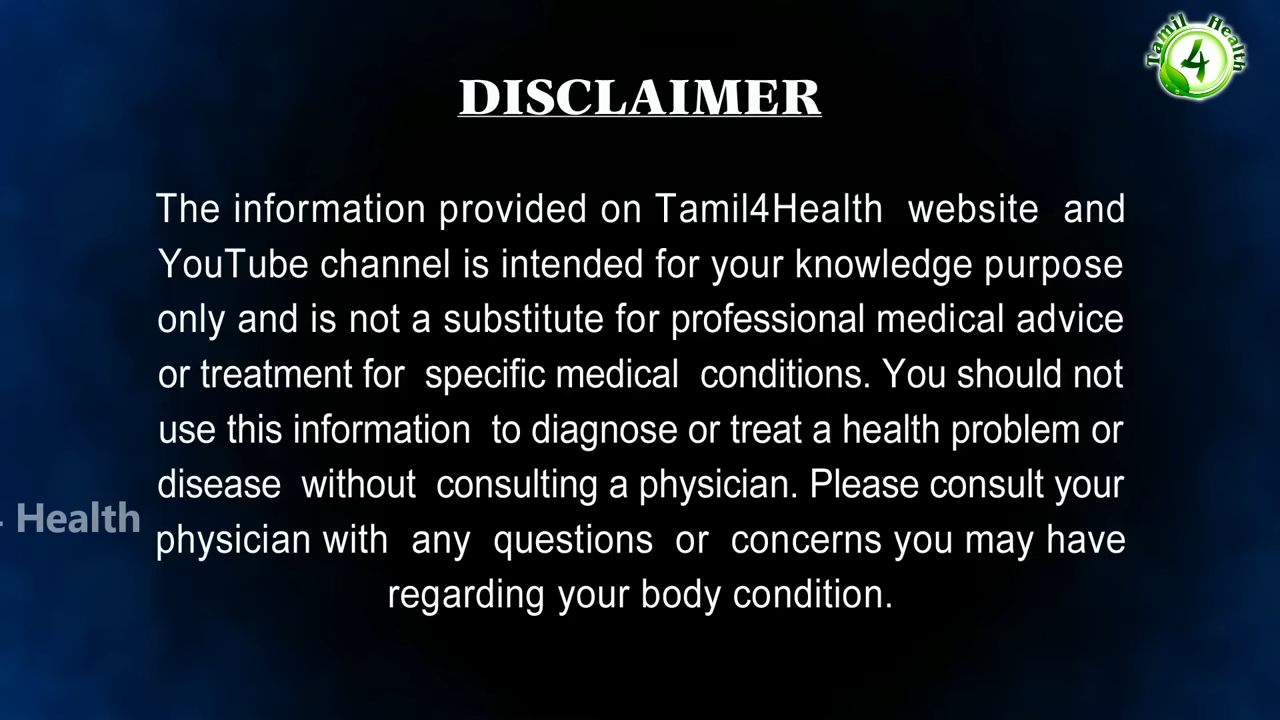 Tamil 4 Health
DISCLAIMER
The information provided on Tamil4Health website and
YouTube channel is intended for your knowledge purpose
only and is not a substitute for professional medical advice
or treatment for specific medical conditions. You should not
use this information to diagnose or treat a health problem or
disease without consulting a physician. Please consult your
physician with any questions or concerns you may have
regarding your body condition.
Health